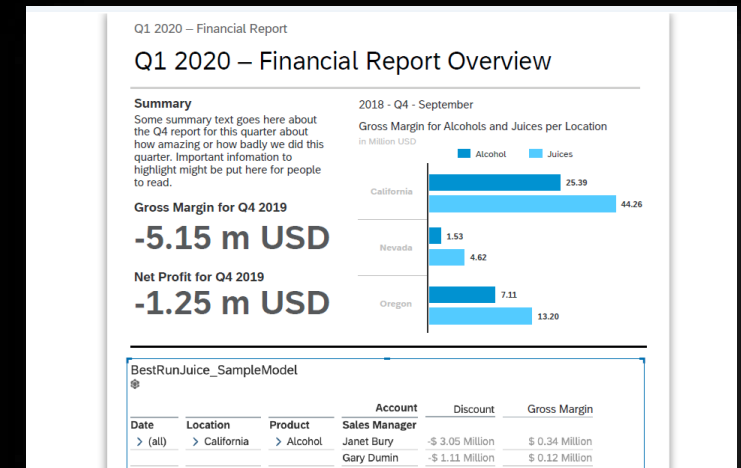 Q1 2020 – Financial Report
Q1 2020 – Financial Report Overview
Summary
Some summary text goes here about
the Q4 report for this quarter about
how amazing or how badly we did this
quarter. Important infomation to
highlight might be put here for people
to read.
Gross Margin for Q4 2019
-5.15 m USD
Net Profit for Q4 2019
-1.25 m USD
2018 - Q4 - September
Gross Margin for Alcohols and Juices per Location
in Million USD
Alcohol Juices
California 25.39
44.26
Nevada 1.53
4.62
Oregon 7.11
13.20
BestRunJuice_SampleModel
Account Discount Gross Margin
Date Location Product Sales Manager
(all) California Alcohol Janet Bury -$ 3.05 Million $ 0.34 Million
Gary Dumin -$ 1.11 Million $ 0.12 Million